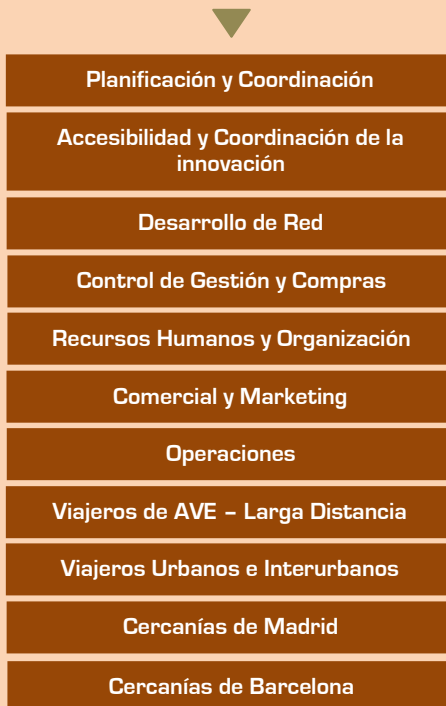 Planificación y Coordinación
Accesibilidad y Coordinación de la
innovación
Desarrollo de Red
Control de Gestión y Compras
Recursos Humanos y Organización
Comercial y Marketing
Operaciones
Viajeros de AVE – Larga Distancia
Viajeros Urbanos e Interurbanos
Cercanías de Madrid
Cercanías de Barcelona